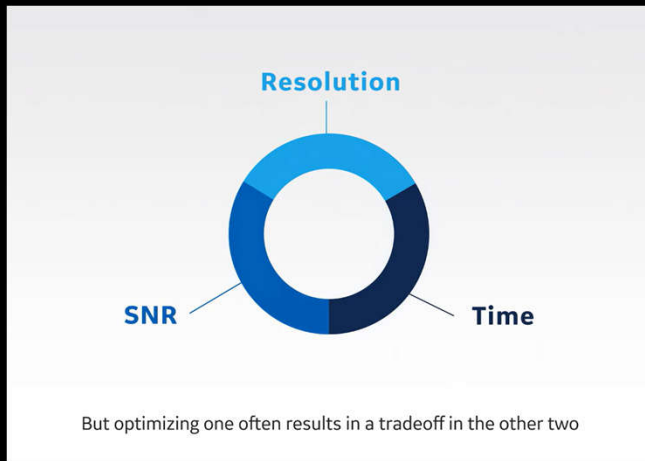 Resolution
SNR
Time
But optimizing one often results in a tradeoff in the other two